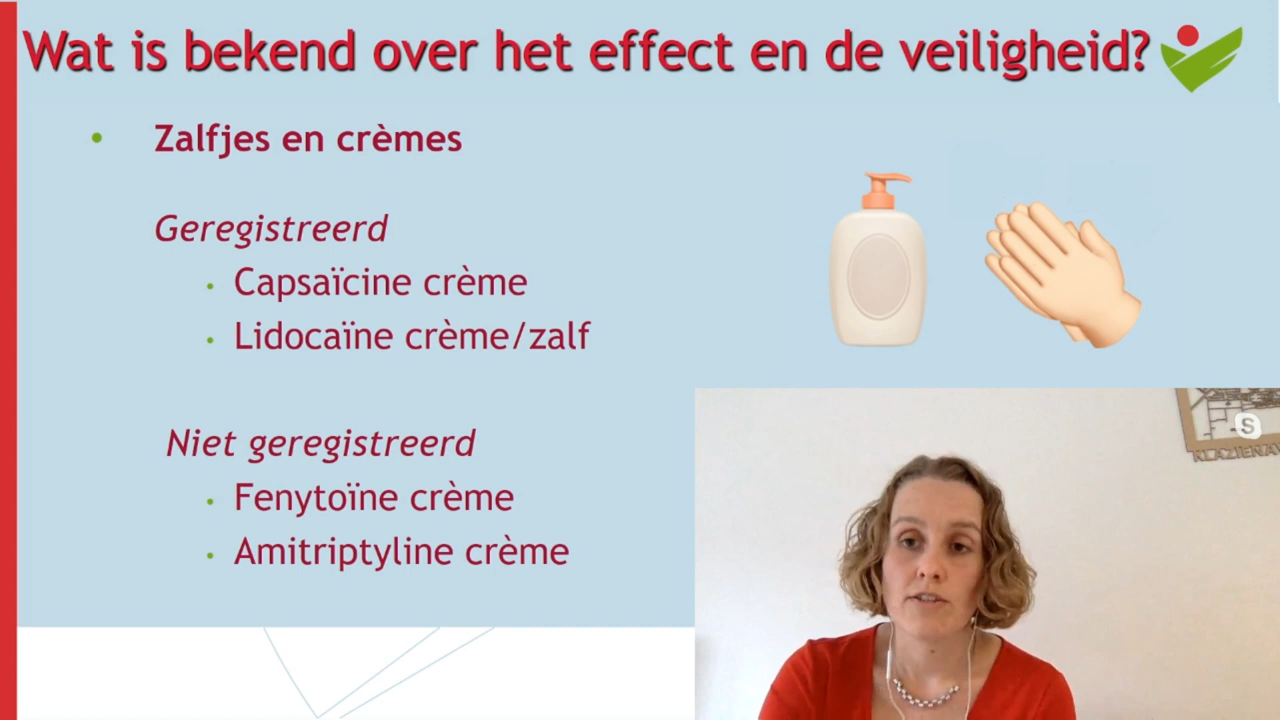 Wat is bekend over het effect en de veiligheid?
• Zalfjes en crèmes
Geregistreerd
• Capsaïcine crème
• Lidocaïne crème/zalf
Niet geregistreerd
• Fenytoïne crème
• Amitriptyline crème
S